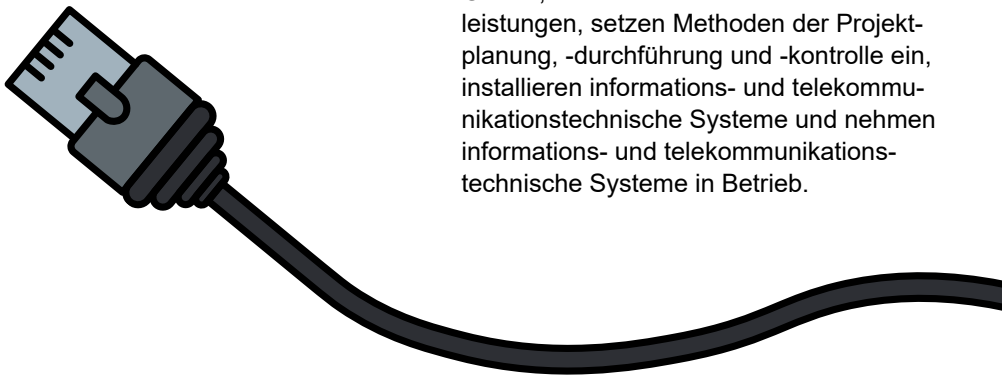 leistungen, setzen Methoden der Projekt-
planung, -durchführung und -kontrolle ein,
installieren informations- und telekommu-
nikationstechnische Systeme und nehmen
informations- und telekommunikations-
technische Systeme in Betrieb.